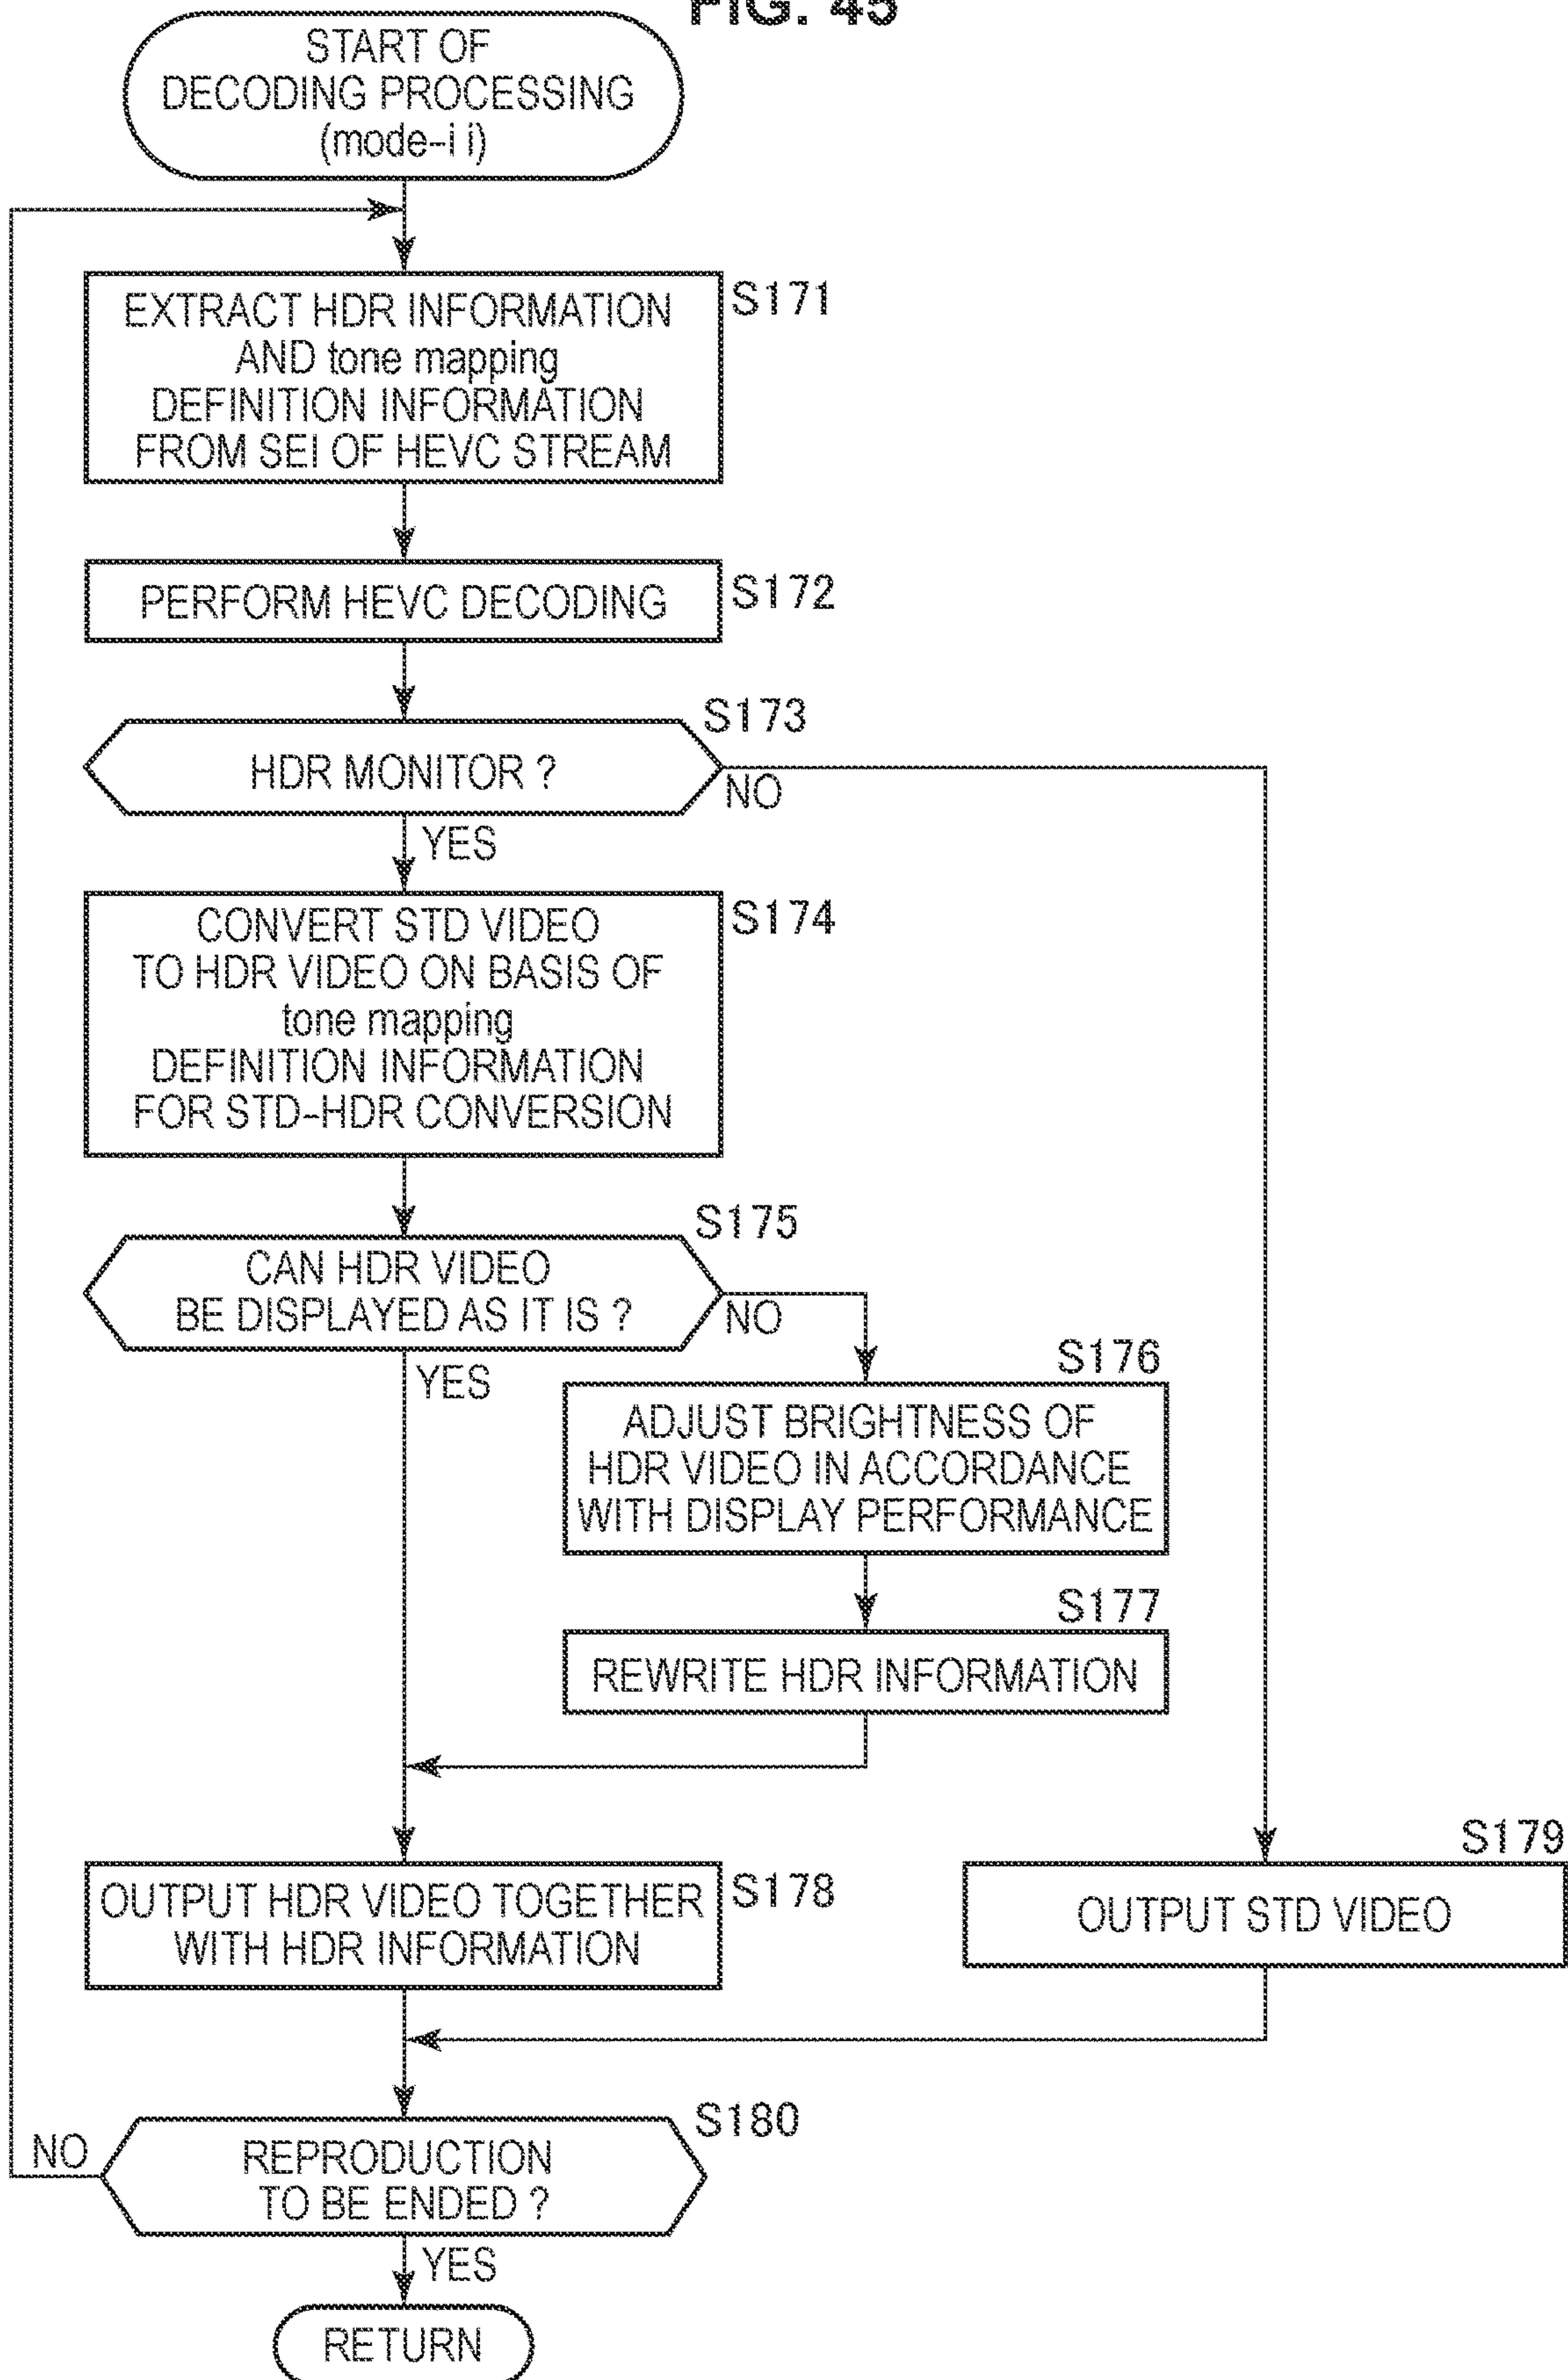 FIG. 45
START OF
DECODING PROCESSING
(mode-ii)
EXTRACT HDR INFORMATION
AND tone mapping
DEFINITION INFORMATION
FROM SEI OF HEVC STREAM
S171
PERFORM HEVC DECODING
S172
S173
HDR MONITOR ?
NO
YES
CONVERT STD VIDEO
TO HDR VIDEO ON BASIS OF
tone mapping
DEFINITION INFORMATION
FOR STD-HDR CONVERSION
S174
S175
CAN HDR VIDEO
BE DISPLAYED AS IT IS ?
NO
YES
S176
ADJUST BRIGHTNESS OF
HDR VIDEO IN ACCORDANCE
WITH DISPLAY PERFORMANCE
S177
REWRITE HDR INFORMATION
OUTPUT HDR VIDEO TOGETHER
WITH HDR INFORMATION
S178
S179
OUTPUT STD VIDEO
S180
NO
REPRODUCTION
TO BE ENDED ?
YES
RETURN